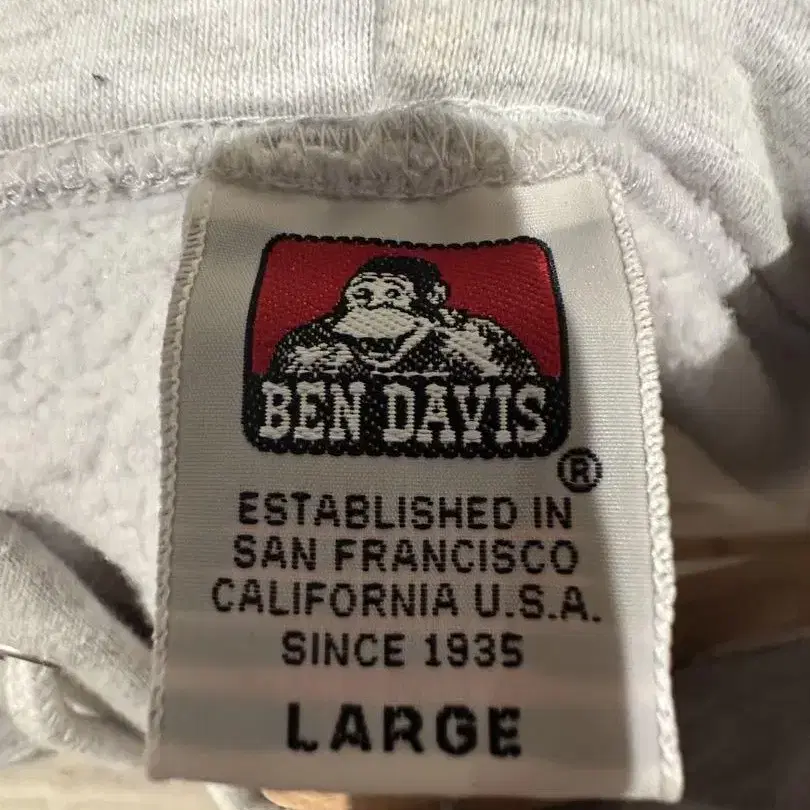 BEN DAVIS
®
ESTABLISHED IN
SAN FRANCISCO
CALIFORNIA U.S.A.
SINCE 1935
LARGE